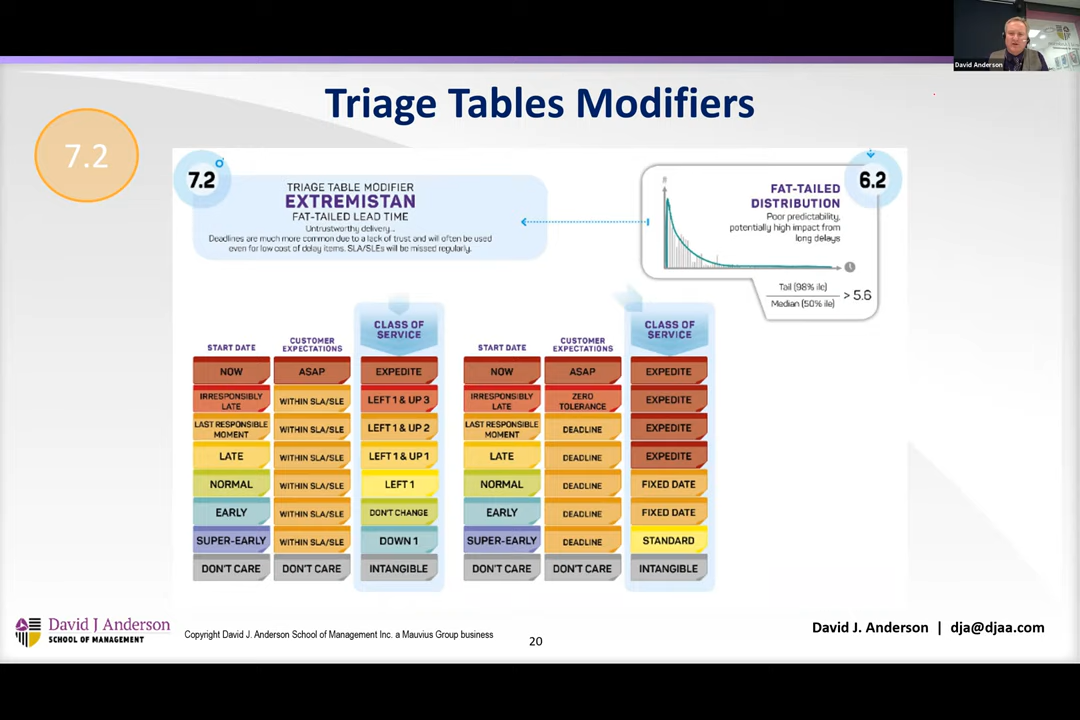 David Anderson
Triage Tables Modifiers
7.2
7.2
TRIAGE TABLE MODIFIER
EXTREMISTAN
FAT-TAILED LEAD TIME
Untrustworthy delivery...
Deadlines are much more common due to a lack of trust and will often be used
even for low cost of delay items. SLA/SLEs will be missed regularly.
6.2
FAT-TAILED
DISTRIBUTION
Poor predictability,
potentially high impact from
long delays
Tail (98% ile)
Median (50% ile)
> 5.6
START DATE CUSTOMER EXPECTATIONS CLASS OF SERVICE
NOW ASAP EXPEDITE
IRRESPONSIBLY LATE WITHIN SLA/SLE LEFT 1 & UP 3
LAST RESPONSIBLE MOMENT WITHIN SLA/SLE LEFT 1 & UP 2
LATE WITHIN SLA/SLE LEFT 1 & UP 1
NORMAL WITHIN SLA/SLE LEFT 1
EARLY WITHIN SLA/SLE DON'T CHANGE
SUPER-EARLY WITHIN SLA/SLE DOWN 1
DON'T CARE DON'T CARE INTANGIBLE
START DATE CUSTOMER EXPECTATIONS CLASS OF SERVICE
NOW ASAP EXPEDITE
IRRESPONSIBLY LATE ZERO TOLERANCE EXPEDITE
LAST RESPONSIBLE MOMENT DEADLINE EXPEDITE
LATE DEADLINE EXPEDITE
NORMAL DEADLINE FIXED DATE
EARLY DEADLINE FIXED DATE
SUPER-EARLY DEADLINE STANDARD
DON'T CARE DON'T CARE INTANGIBLE
David J Anderson
SCHOOL OF MANAGEMENT
Copyright David J. Anderson School of Management Inc. a Mauvius Group business
20
David J. Anderson | dja@djaa.com